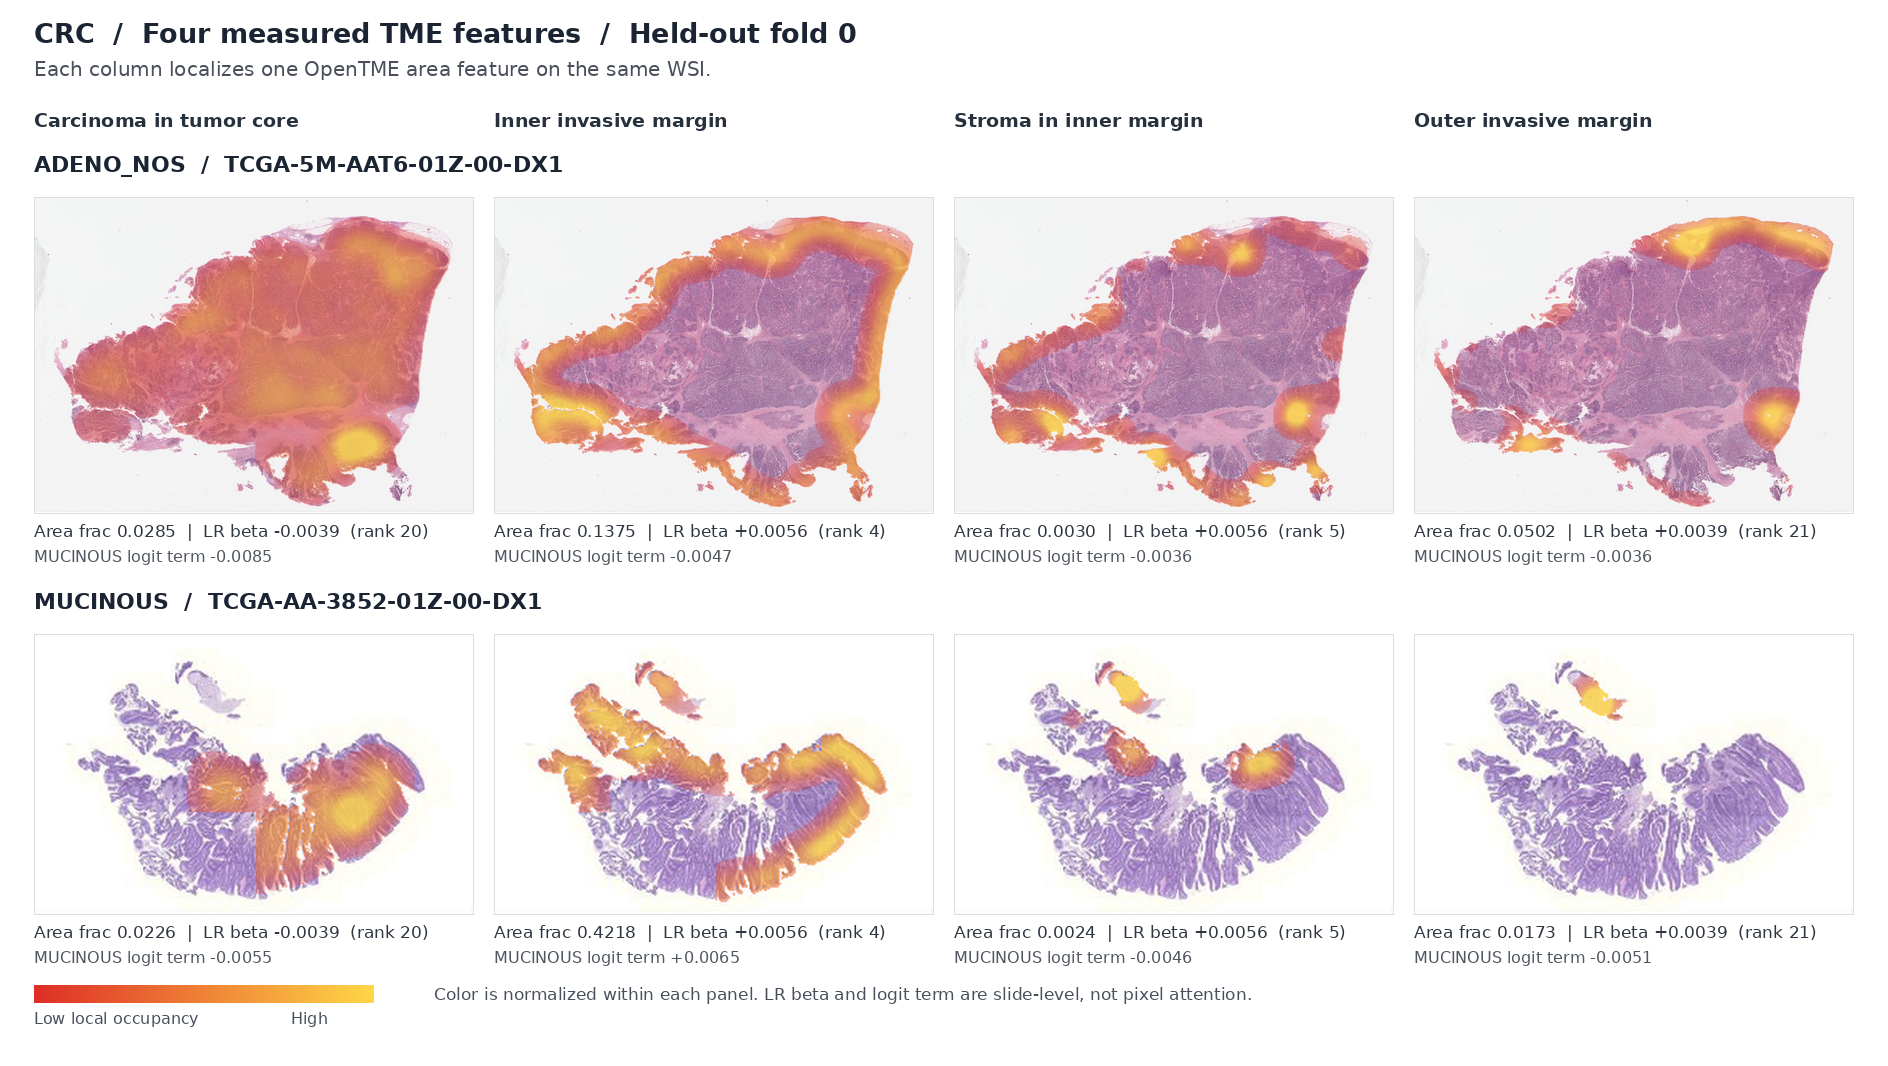 CRC / Four measured TME features / Held-out fold 0
Each column localizes one OpenTME area feature on the same WSI.
Carcinoma in tumor core
Inner invasive margin
Stroma in inner margin
Outer invasive margin
ADENO_NOS / TCGA-5M-AAT6-01Z-00-DX1
Area frac 0.0285 | LR beta -0.0039 (rank 20)
MUCINOUS logit term -0.0085
Area frac 0.1375 | LR beta +0.0056 (rank 4)
MUCINOUS logit term -0.0047
Area frac 0.0030 | LR beta +0.0056 (rank 5)
MUCINOUS logit term -0.0036
Area frac 0.0502 | LR beta +0.0039 (rank 21)
MUCINOUS logit term -0.0036
MUCINOUS / TCGA-AA-3852-01Z-00-DX1
Area frac 0.0226 | LR beta -0.0039 (rank 20)
MUCINOUS logit term -0.0055
Area frac 0.4218 | LR beta +0.0056 (rank 4)
MUCINOUS logit term +0.0065
Area frac 0.0024 | LR beta +0.0056 (rank 5)
MUCINOUS logit term -0.0046
Area frac 0.0173 | LR beta +0.0039 (rank 21)
MUCINOUS logit term -0.0051
Color is normalized within each panel. LR beta and logit term are slide-level, not pixel attention.
Low local occupancy High